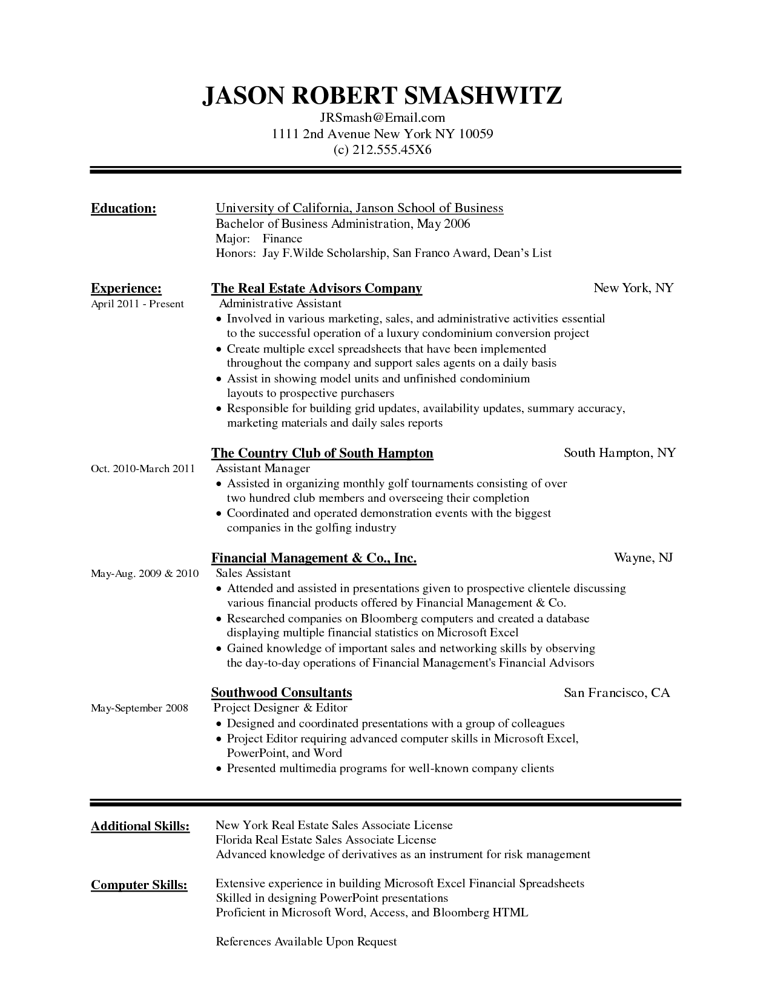 JASON ROBERT SMASHWITZ
JRSmash@Email.com
1111 2nd Avenue New York NY 10059
(c) 212.555.45X6
Education: University of California, Janson School of Business
Bachelor of Business Administration, May 2006
Major: Finance
Honors: Jay F.Wilde Scholarship, San Franco Award, Dean’s List
Experience: The Real Estate Advisors Company New York, NY
April 2011 - Present Administrative Assistant
• Involved in various marketing, sales, and administrative activities essential
to the successful operation of a luxury condominium conversion project
• Create multiple excel spreadsheets that have been implemented
throughout the company and support sales agents on a daily basis
• Assist in showing model units and unfinished condominium
layouts to prospective purchasers
• Responsible for building grid updates, availability updates, summary accuracy,
marketing materials and daily sales reports
The Country Club of South Hampton South Hampton, NY
Oct. 2010-March 2011 Assistant Manager
• Assisted in organizing monthly golf tournaments consisting of over
two hundred club members and overseeing their completion
• Coordinated and operated demonstration events with the biggest
companies in the golfing industry
Financial Management & Co., Inc. Wayne, NJ
May-Aug. 2009 & 2010 Sales Assistant
• Attended and assisted in presentations given to prospective clientele discussing
various financial products offered by Financial Management & Co.
• Researched companies on Bloomberg computers and created a database
displaying multiple financial statistics on Microsoft Excel
• Gained knowledge of important sales and networking skills by observing
the day-to-day operations of Financial Management's Financial Advisors
Southwood Consultants San Francisco, CA
May-September 2008 Project Designer & Editor
• Designed and coordinated presentations with a group of colleagues
• Project Editor requiring advanced computer skills in Microsoft Excel,
PowerPoint, and Word
• Presented multimedia programs for well-known company clients
Additional Skills: New York Real Estate Sales Associate License
Florida Real Estate Sales Associate License
Advanced knowledge of derivatives as an instrument for risk management
Computer Skills: Extensive experience in building Microsoft Excel Financial Spreadsheets
Skilled in designing PowerPoint presentations
Proficient in Microsoft Word, Access, and Bloomberg HTML
References Available Upon Request